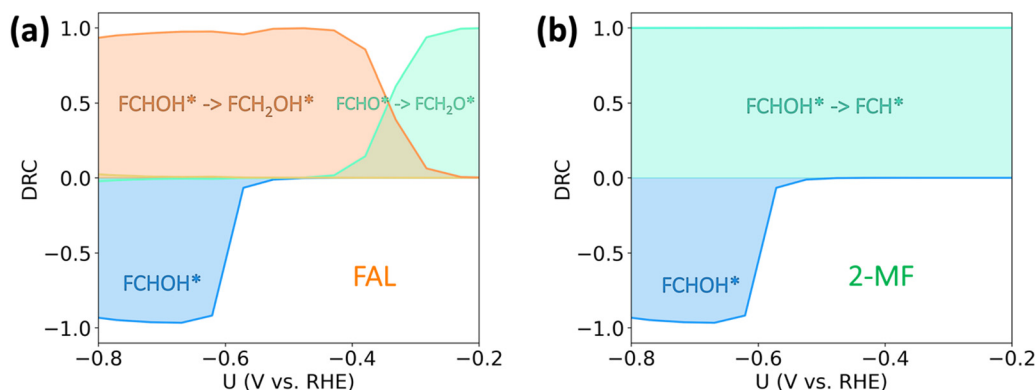 (a)
DRC
1.0
0.5
0.0
−0.5
−1.0
FCHOH* -> FCH₂OH*
FCHO* -> FCH₂O*
FCHOH*
FAL
−0.8 −0.6 −0.4 −0.2
U (V vs. RHE)
(b)
DRC
1.0
0.5
0.0
−0.5
−1.0
FCHOH* -> FCH*
FCHOH*
2-MF
−0.8 −0.6 −0.4 −0.2
U (V vs. RHE)